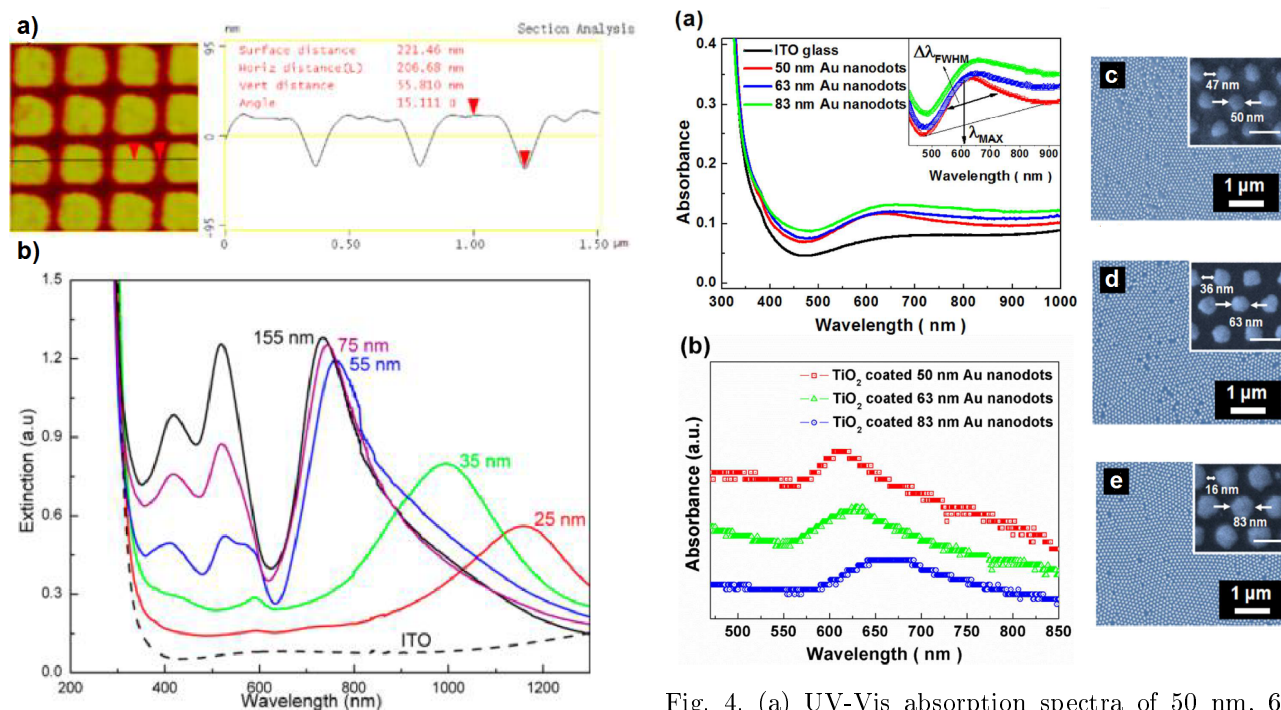 a)
nm
Section Analysis
95
0
-95
Surface distance 221.46 nm
Horiz distance(L) 206.68 nm
Vert distance 55.810 nm
Angle 15.111
0 0.50 1.00 1.50
µm
b)
Extinction (a.u)
1.5
1.2
0.9
0.6
0.3
0.0
155 nm
75 nm
55 nm
35 nm
25 nm
ITO
200 400 600 800 1000 1200
Wavelength (nm)
(a)
Absorbance
0.4
0.3
0.2
0.1
0.0
ITO glass
50 nm Au nanodots
63 nm Au nanodots
83 nm Au nanodots
ΔλFWHM
λMAX
500 600 700 800 900
Wavelength ( nm )
300 400 500 600 700 800 900 1000
Wavelength ( nm )
(b)
Absorbance (a.u.)
TiO2 coated 50 nm Au nanodots
TiO2 coated 63 nm Au nanodots
TiO2 coated 83 nm Au nanodots
500 550 600 650 700 750 800 850
Wavelength ( nm )
c
47 nm
50 nm
1 µm
d
36 nm
63 nm
1 µm
e
16 nm
83 nm
1 µm
Fig. 4. (a) UV-Vis absorption spectra of 50 nm, 6